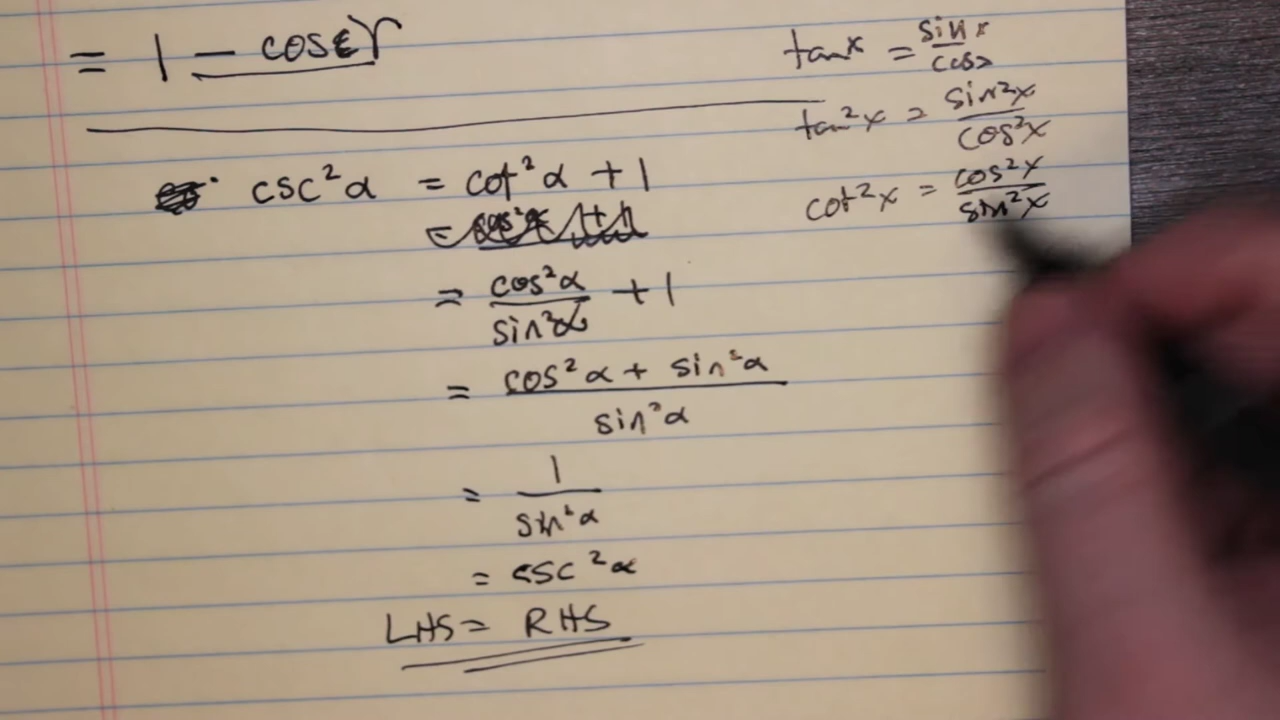 = 1 - cos
tan x = sin x / cos x
tan²x = sin²x / cos²x
csc²α = cot²α + 1
cot²x = cos²x / sin²x
= cos²α / sin²α + 1
= cos²α + sin²α / sin²α
= 1 / sin²α
= csc²α
LHS = RHS